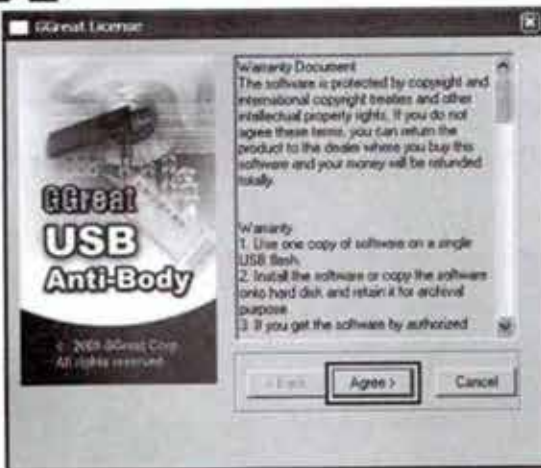 GGreat License
Warranty Document
The software is protected by copyright and
international copyright treaties and other
intellectual property rights. If you do not
agree these terms, you can return the
product to the dealer where you buy this
software and your money will be refunded
totally.
Warranty
1. Use one copy of software on a single
USB flash.
2. Install the software or copy the software
onto hard disk and retain it for archival
purpose.
3. If you get the software by authorized
GGreat
USB
Anti-Body
GGreat Corp.
All rights reserved.
< Back
Agree >
Cancel